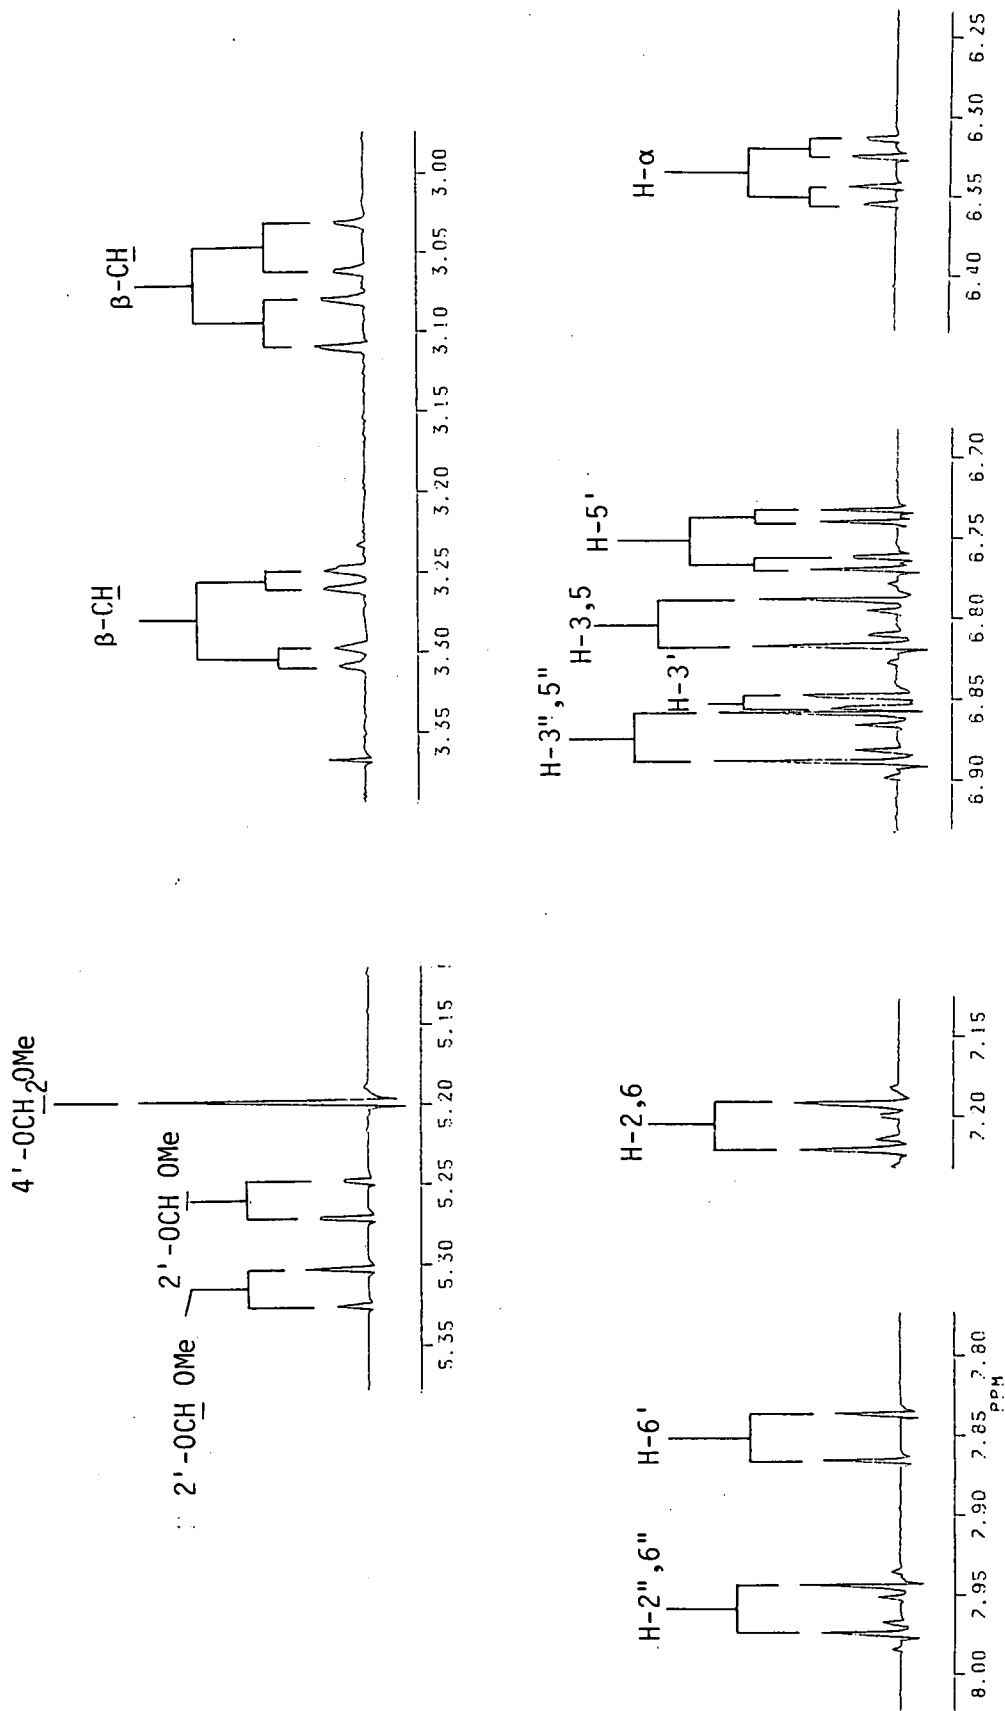 4'-OCH2OMe
2'-OCH OMe
2'-OCH OMe
5.35 5.30 5.25 5.20 5.15
β-CH
β-CH
3.35 3.30 3.25 3.20 3.15 3.10 3.05 3.00
H-2",6"
H-6'
8.00 7.95 7.90 7.85 7.80
PPM
H-2,6
7.20 7.15
H-3",5"
H-3'
H-3,5
H-5'
6.90 6.85 6.80 6.75 6.70
H-α
6.40 6.35 6.30 6.25